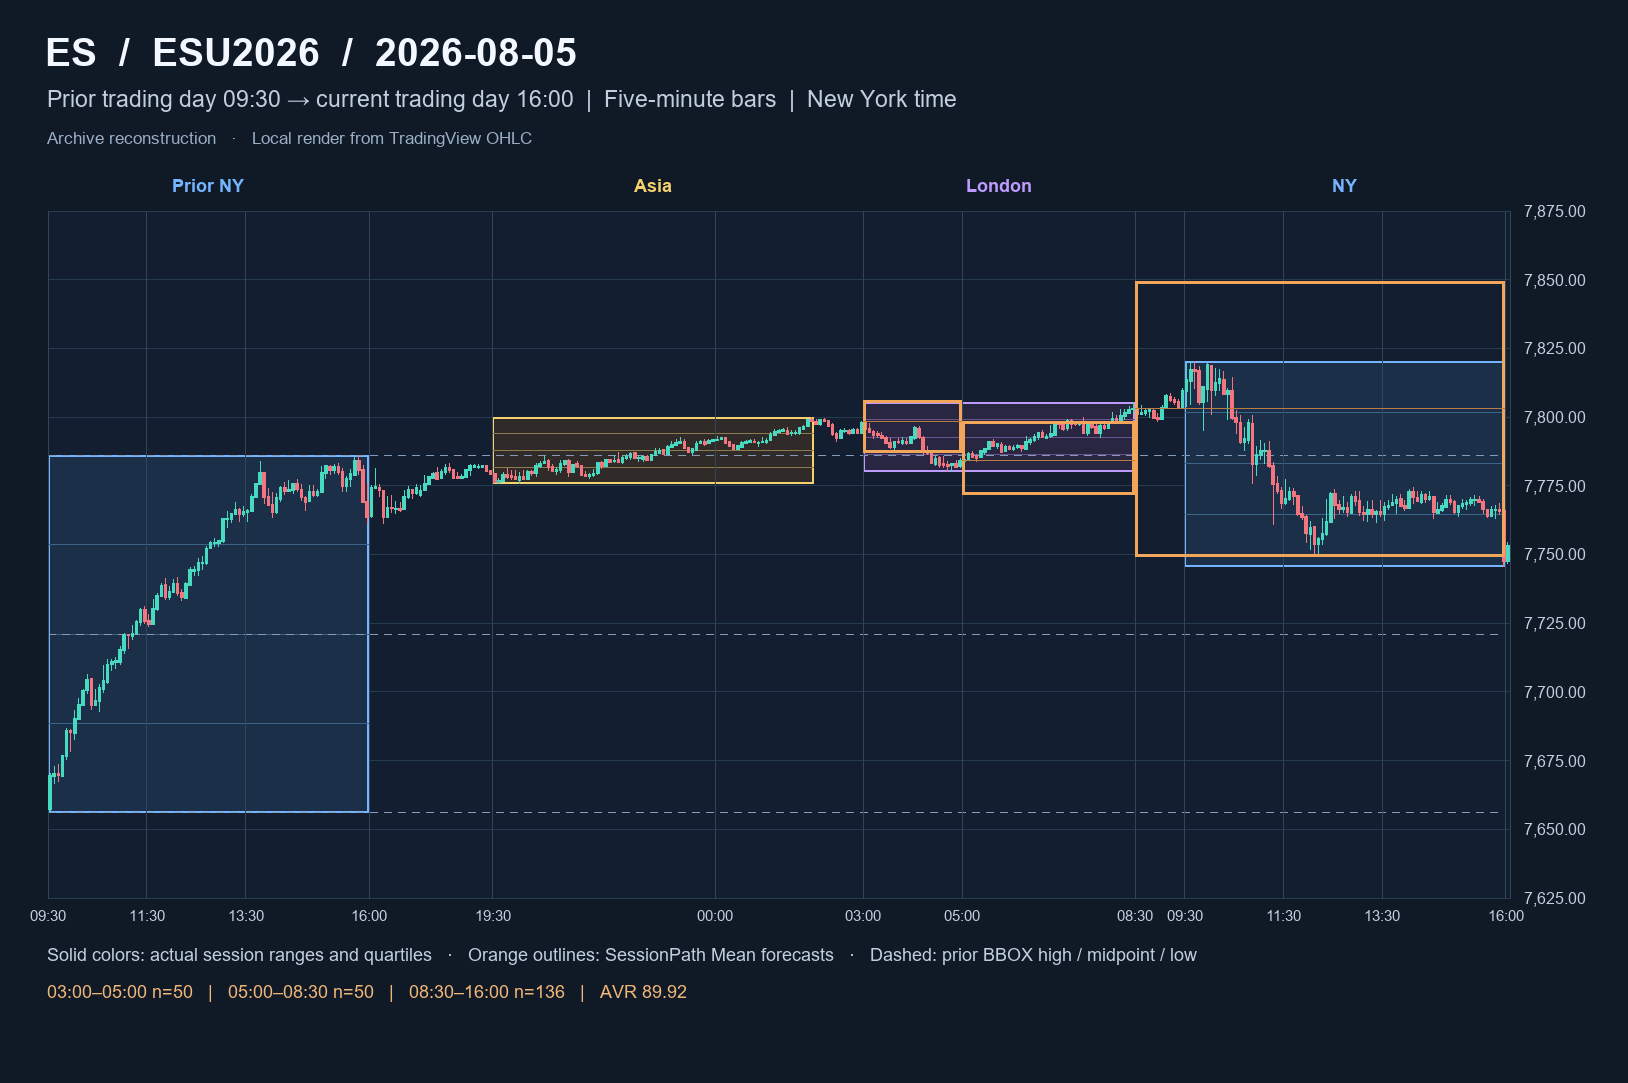 ES / ESU2026 / 2026-08-05
Prior trading day 09:30 → current trading day 16:00 | Five-minute bars | New York time
Archive reconstruction · Local render from TradingView OHLC
Prior NY Asia London NY
7,875.00
7,850.00
7,825.00
7,800.00
7,775.00
7,750.00
7,725.00
7,700.00
7,675.00
7,650.00
7,625.00
09:30 11:30 13:30 16:00 19:30 00:00 03:00 05:00 08:30 09:30 11:30 13:30 16:00
Solid colors: actual session ranges and quartiles · Orange outlines: SessionPath Mean forecasts · Dashed: prior BBOX high / midpoint / low
03:00–05:00 n=50 | 05:00–08:30 n=50 | 08:30–16:00 n=136 | AVR 89.92